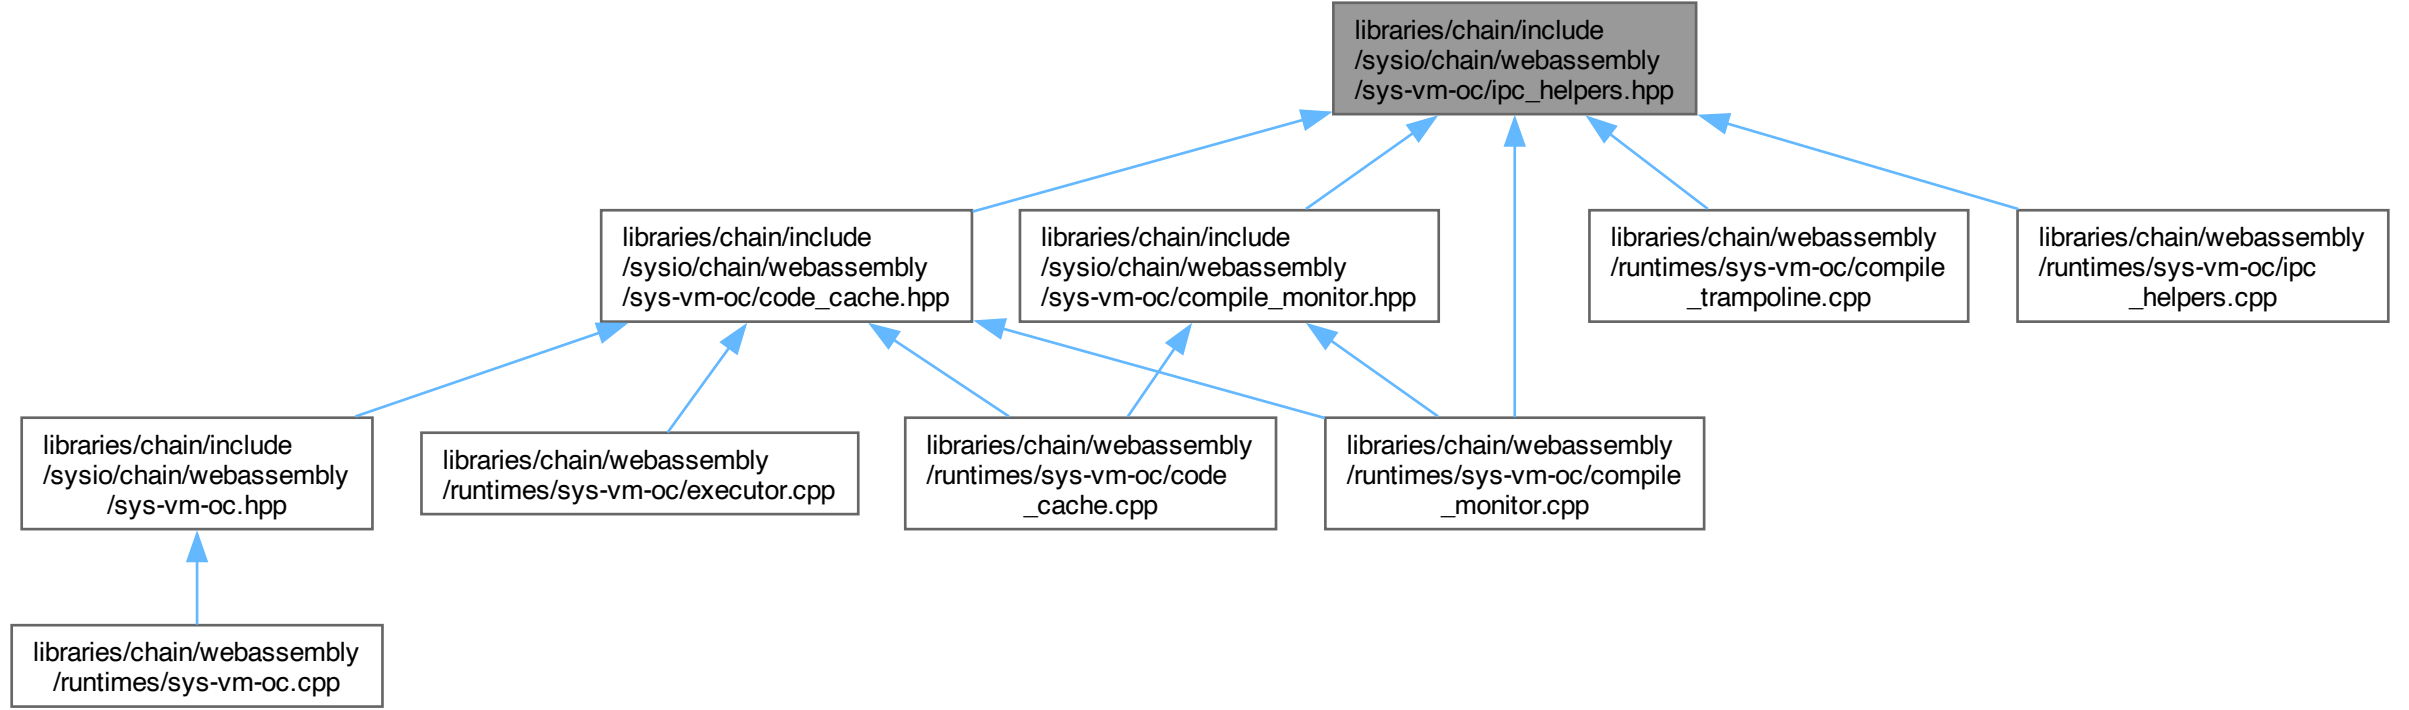 libraries/chain/include
/sysio/chain/webassembly
/sys-vm-oc/ipc_helpers.hpp
libraries/chain/include
/sysio/chain/webassembly
/sys-vm-oc/code_cache.hpp
libraries/chain/include
/sysio/chain/webassembly
/sys-vm-oc/compile_monitor.hpp
libraries/chain/webassembly
/runtimes/sys-vm-oc/compile
_trampoline.cpp
libraries/chain/webassembly
/runtimes/sys-vm-oc/ipc
_helpers.cpp
libraries/chain/include
/sysio/chain/webassembly
/sys-vm-oc.hpp
libraries/chain/webassembly
/runtimes/sys-vm-oc/executor.cpp
libraries/chain/webassembly
/runtimes/sys-vm-oc/code
_cache.cpp
libraries/chain/webassembly
/runtimes/sys-vm-oc/compile
_monitor.cpp
libraries/chain/webassembly
/runtimes/sys-vm-oc.cpp